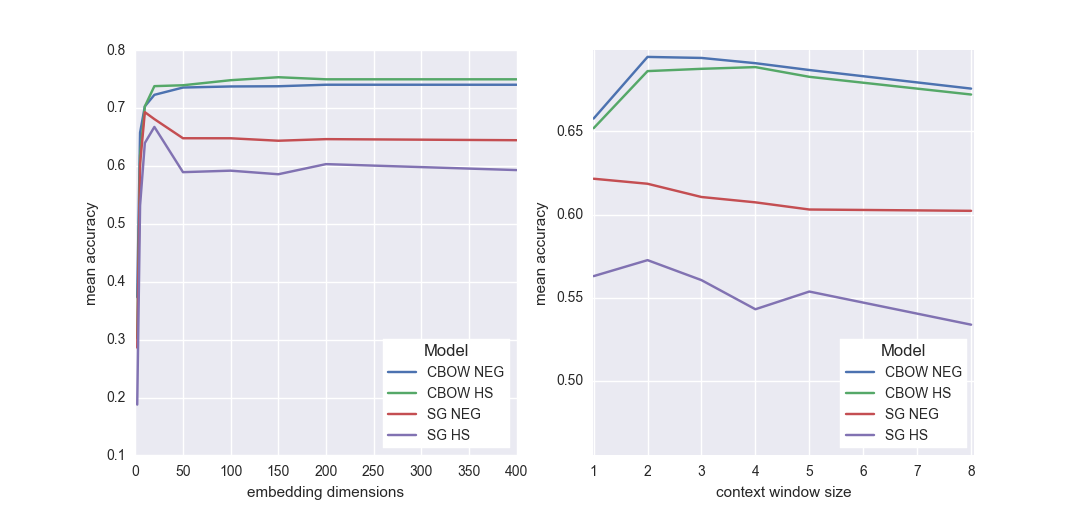 0.8
0.7
0.6
0.5
0.4
0.3
0.2
0.1
mean accuracy
0 50 100 150 200 250 300 350 400
embedding dimensions
Model
CBOW NEG
CBOW HS
SG NEG
SG HS
0.65
0.60
0.55
0.50
mean accuracy
1 2 3 4 5 6 7 8
context window size
Model
CBOW NEG
CBOW HS
SG NEG
SG HS